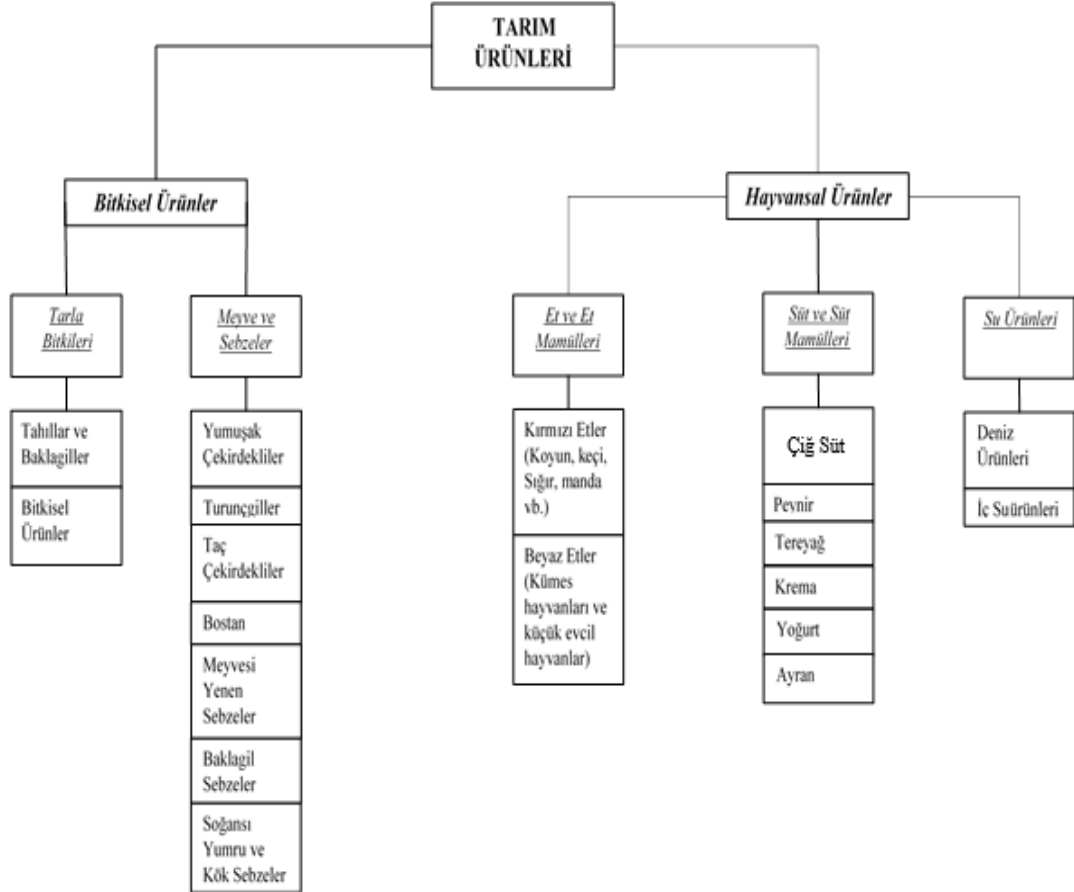 TARIM
ÜRÜNLERİ
Bitkisel Ürünler
Hayvansal Ürünler
Tarla
Bitkileri
Meyve ve
Sebzeler
Et ve Et
Mamülleri
Süt ve Süt
Mamülleri
Su Ürünleri
Tahıllar ve
Baklagiller
Bitkisel
Ürünler
Yumuşak
Çekirdekliler
Turunçgiller
Taç
Çekirdekliler
Bostan
Meyvesi
Yenen
Sebzeler
Baklagil
Sebzeler
Soğansı
Yumru ve
Kök Sebzeler
Kırmızı Etler
(Koyun, keçi,
Sığır, manda
vb.)
Beyaz Etler
(Kümes
hayvanları ve
küçük evcil
hayvanlar)
Çiğ Süt
Peynir
Tereyağ
Krema
Yoğurt
Ayran
Deniz
Ürünleri
İç Suürünleri